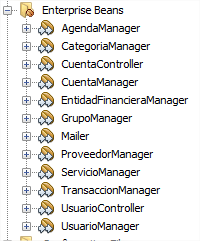 Enterprise Beans
AgendaManager
CategoriaManager
CuentaController
CuentaManager
EntidadFinancieraManager
GrupoManager
Mailer
ProveedorManager
ServicioManager
TransaccionManager
UsuarioController
UsuarioManager